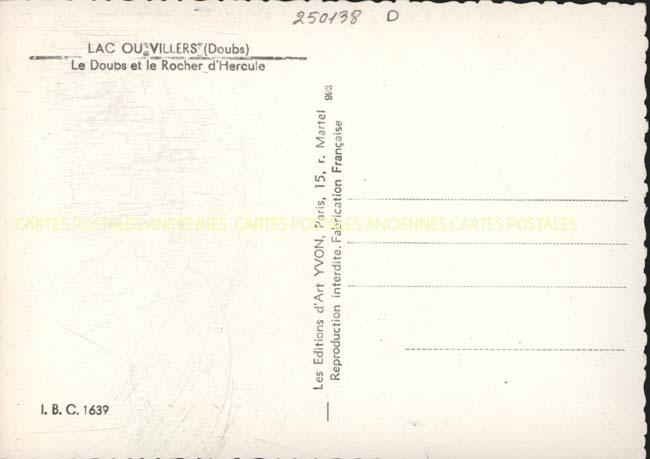 250138 D
LAC OU VILLERS (Doubs)
Le Doubs et le Rocher d'Hercule
Les Editions d'Art YVON, Paris, 15, r. Martel
Reproduction interdite. Fabrication Française
CARTES POSTALES ANCIENNES CARTES POSTALES ANCIENNES CARTES POSTALES
I. B. C. 1639